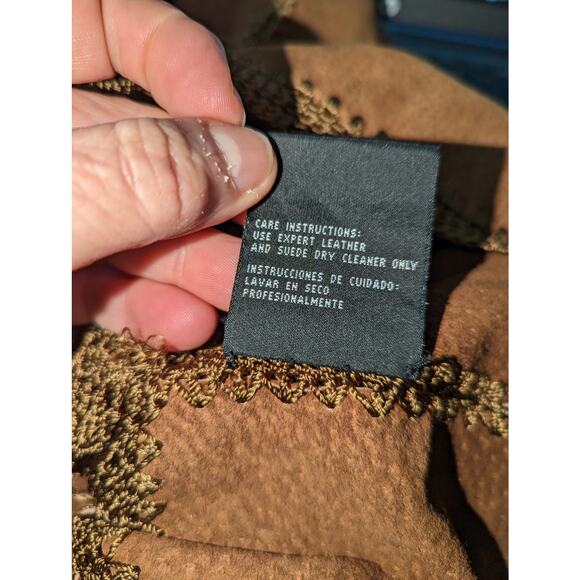 CARE INSTRUCTIONS:
USE EXPERT LEATHER
AND SUEDE DRY CLEANER ONLY
INSTRUCCIONES DE CUIDADO:
LAVAR EN SECO
PROFESIONALMENTE